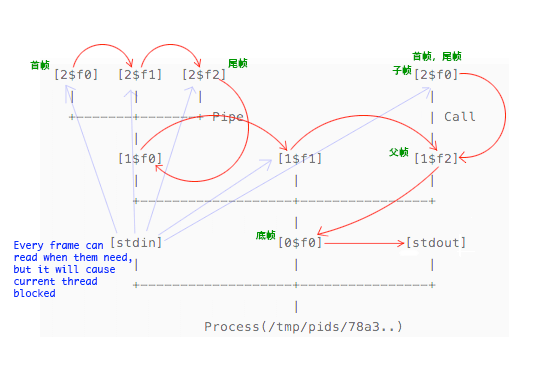 首帧, 尾帧
首帧 [2$f0] [2$f1] [2$f2] 尾帧 子帧 [2$f0]
| | | |
+-------+-------+ Pipe | Call
[1$f0] [1$f1] 父帧 [1$f2]
| | |
+-------------------+-----------------+
[stdin] 底帧 [0$f0] [stdout]
Every frame can
read when them need,
but it will cause
current thread
blocked
| | |
+-------------------+-----------------+
|
Process(/tmp/pids/78a3..)